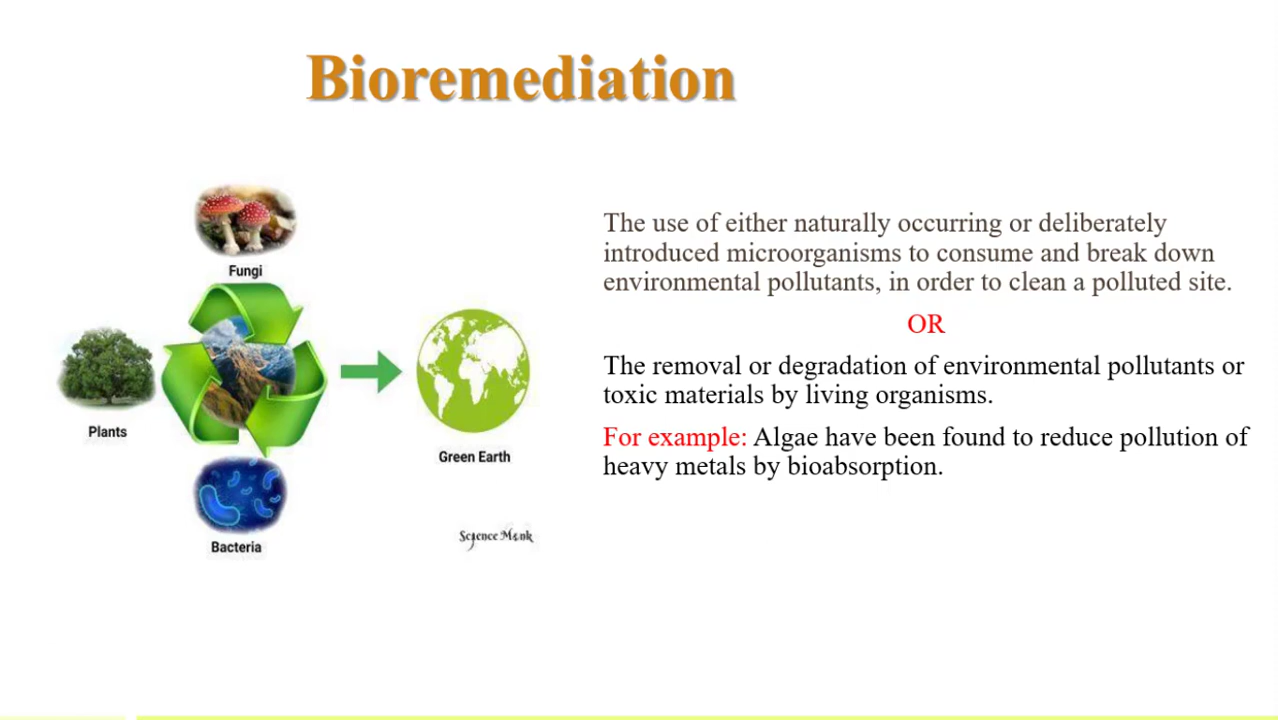 Bioremediation
Fungi
Plants
Green Earth
Bacteria
Science Monk
The use of either naturally occurring or deliberately
introduced microorganisms to consume and break down
environmental pollutants, in order to clean a polluted site.
OR
The removal or degradation of environmental pollutants or
toxic materials by living organisms.
For example: Algae have been found to reduce pollution of
heavy metals by bioabsorption.